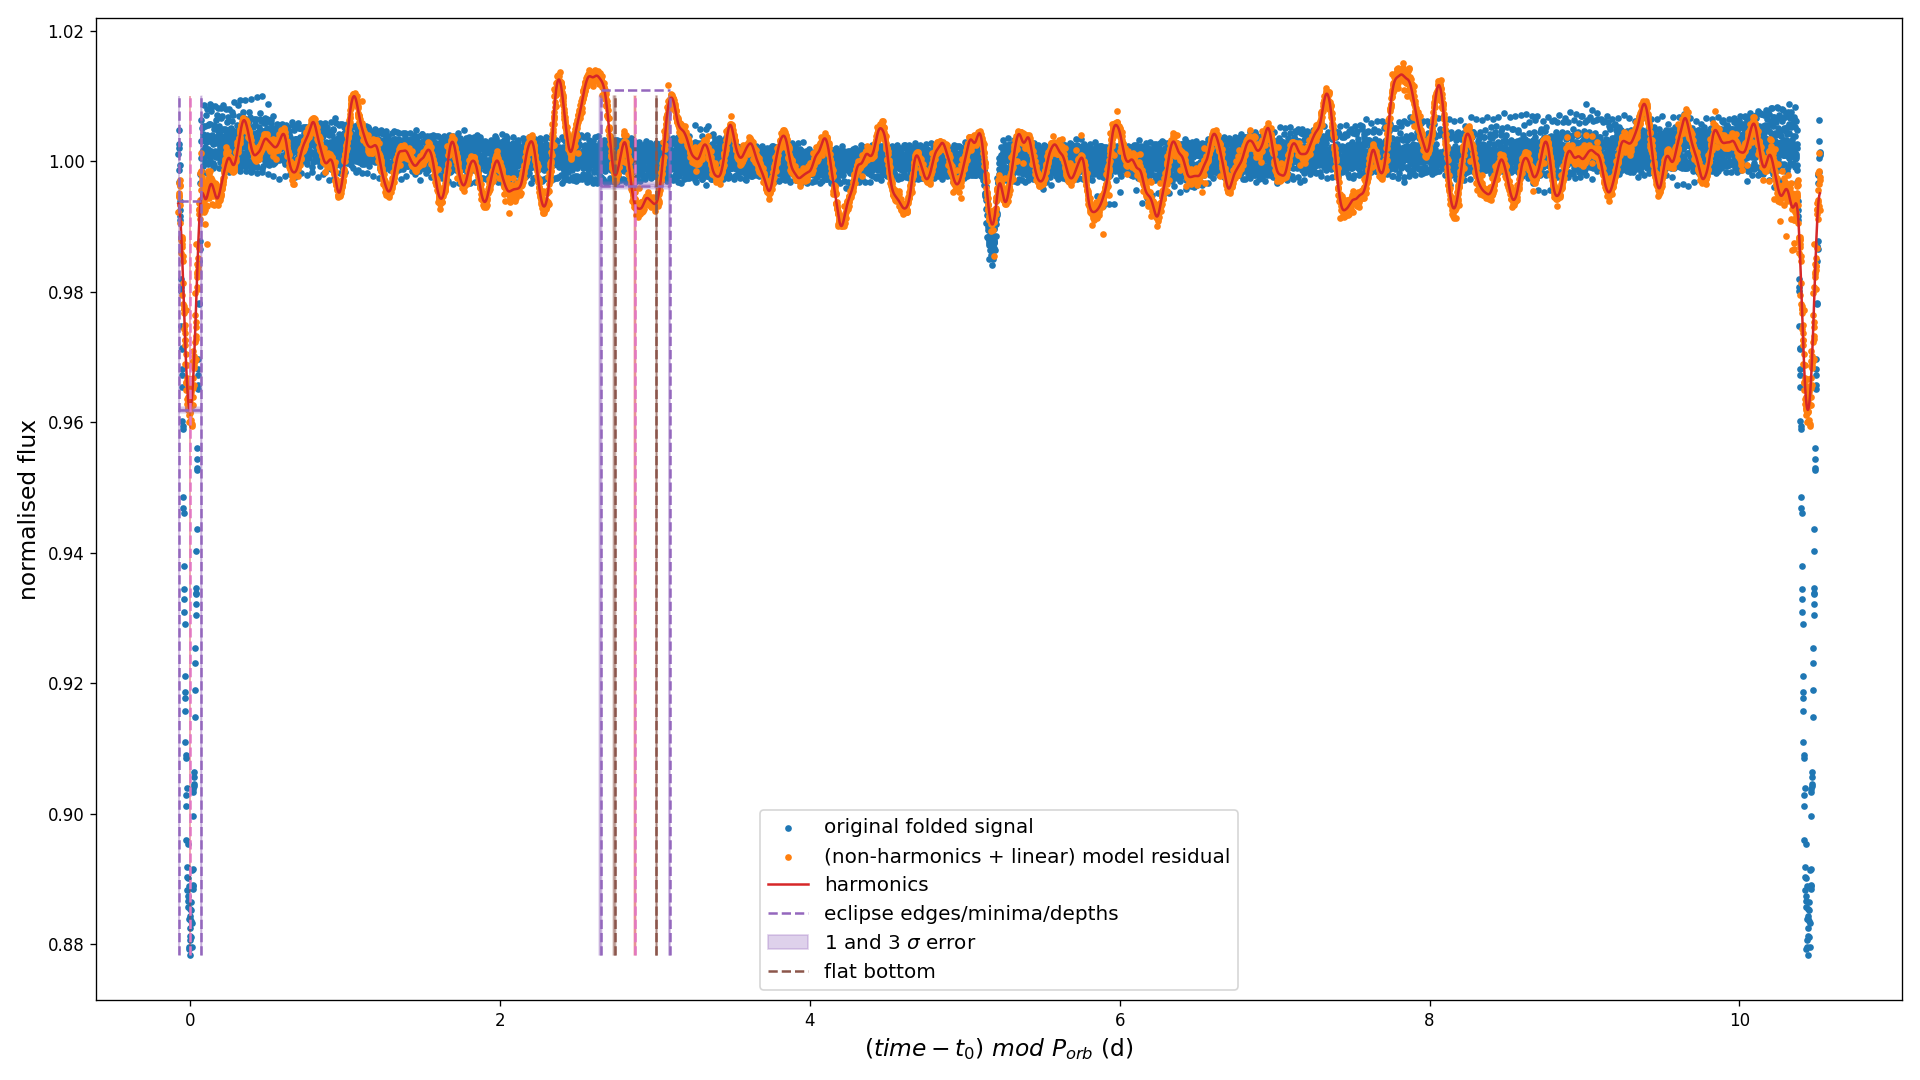 1.02
1.00
0.98
0.96
0.94
0.92
0.90
0.88
normalised flux
0 2 4 6 8 10
(time − t₀) mod P_orb (d)
original folded signal
(non-harmonics + linear) model residual
harmonics
eclipse edges/minima/depths
1 and 3 σ error
flat bottom